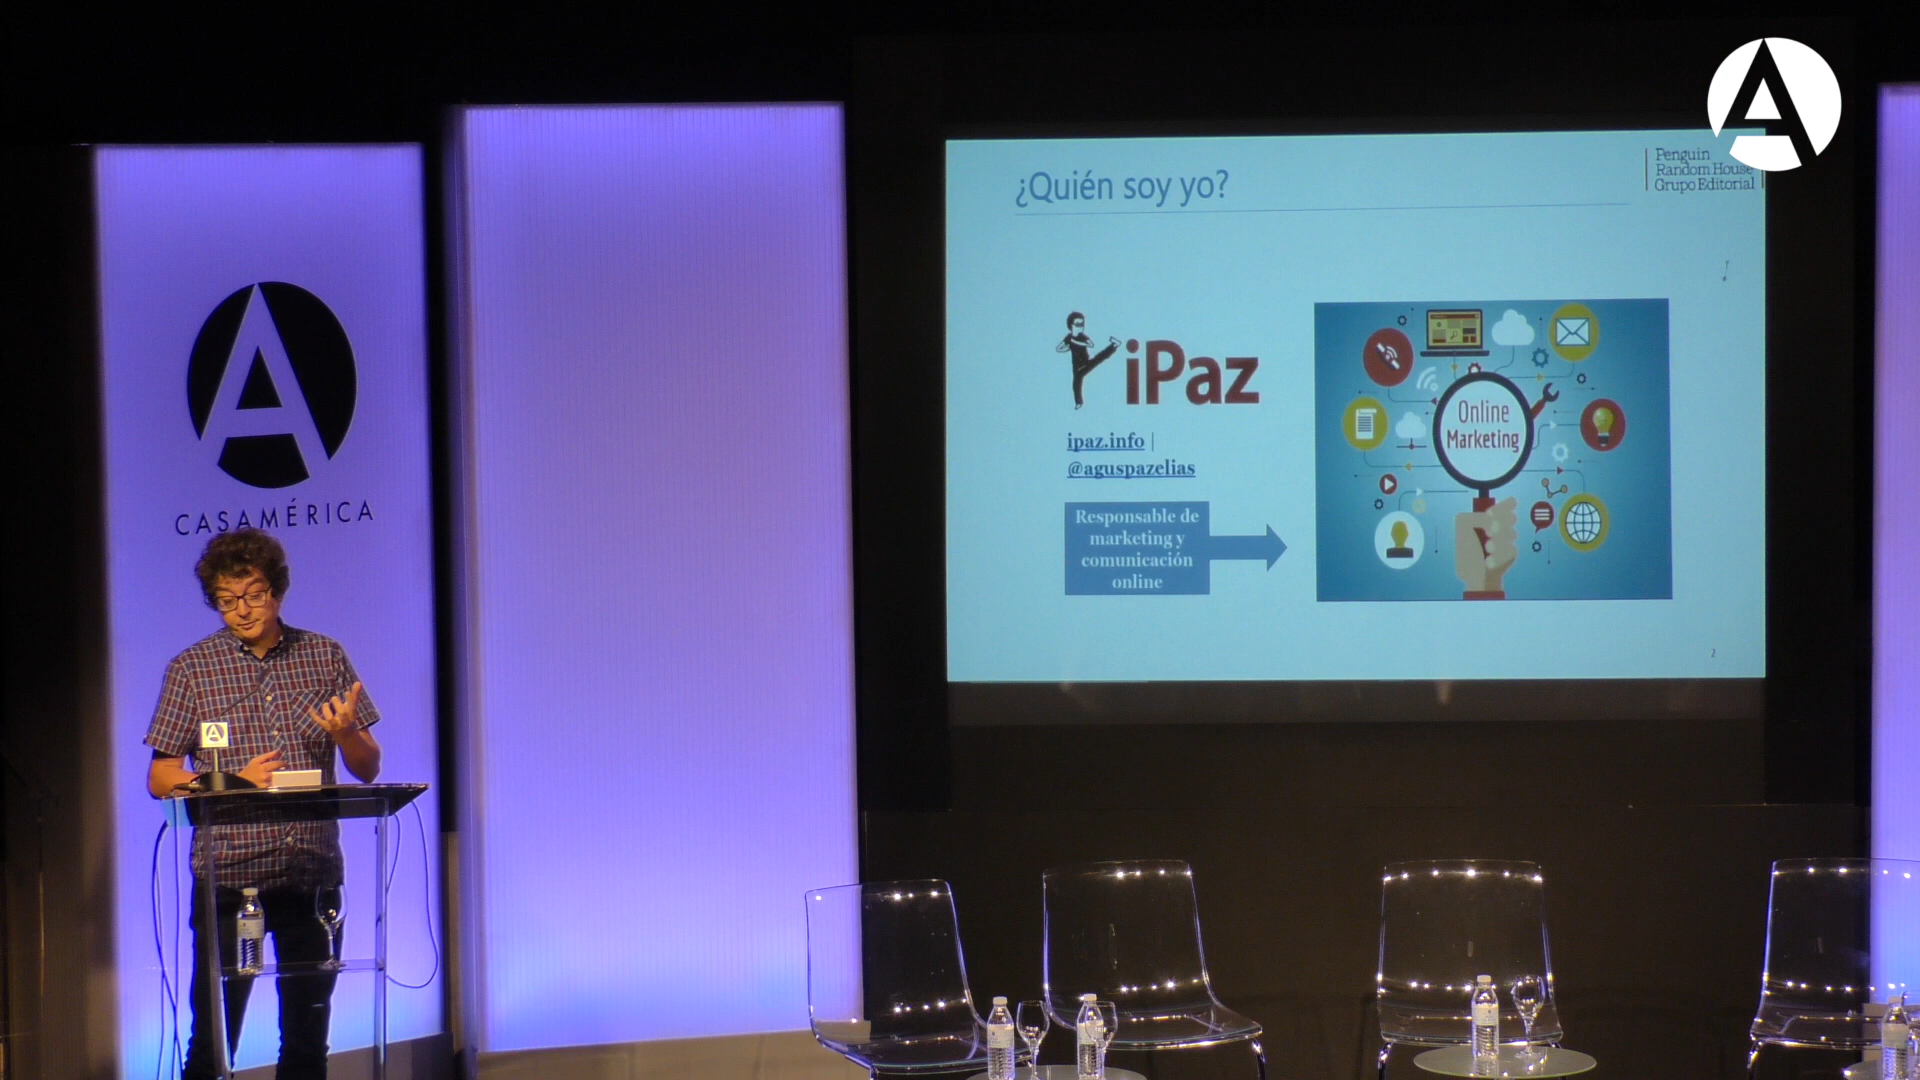 CASAMÉRICA
¿Quién soy yo?
Penguin
Random House
Grupo Editorial
iPaz
ipaz.info |
@aguspazelias
Responsable de
marketing y
comunicación
online
Online
Marketing
2